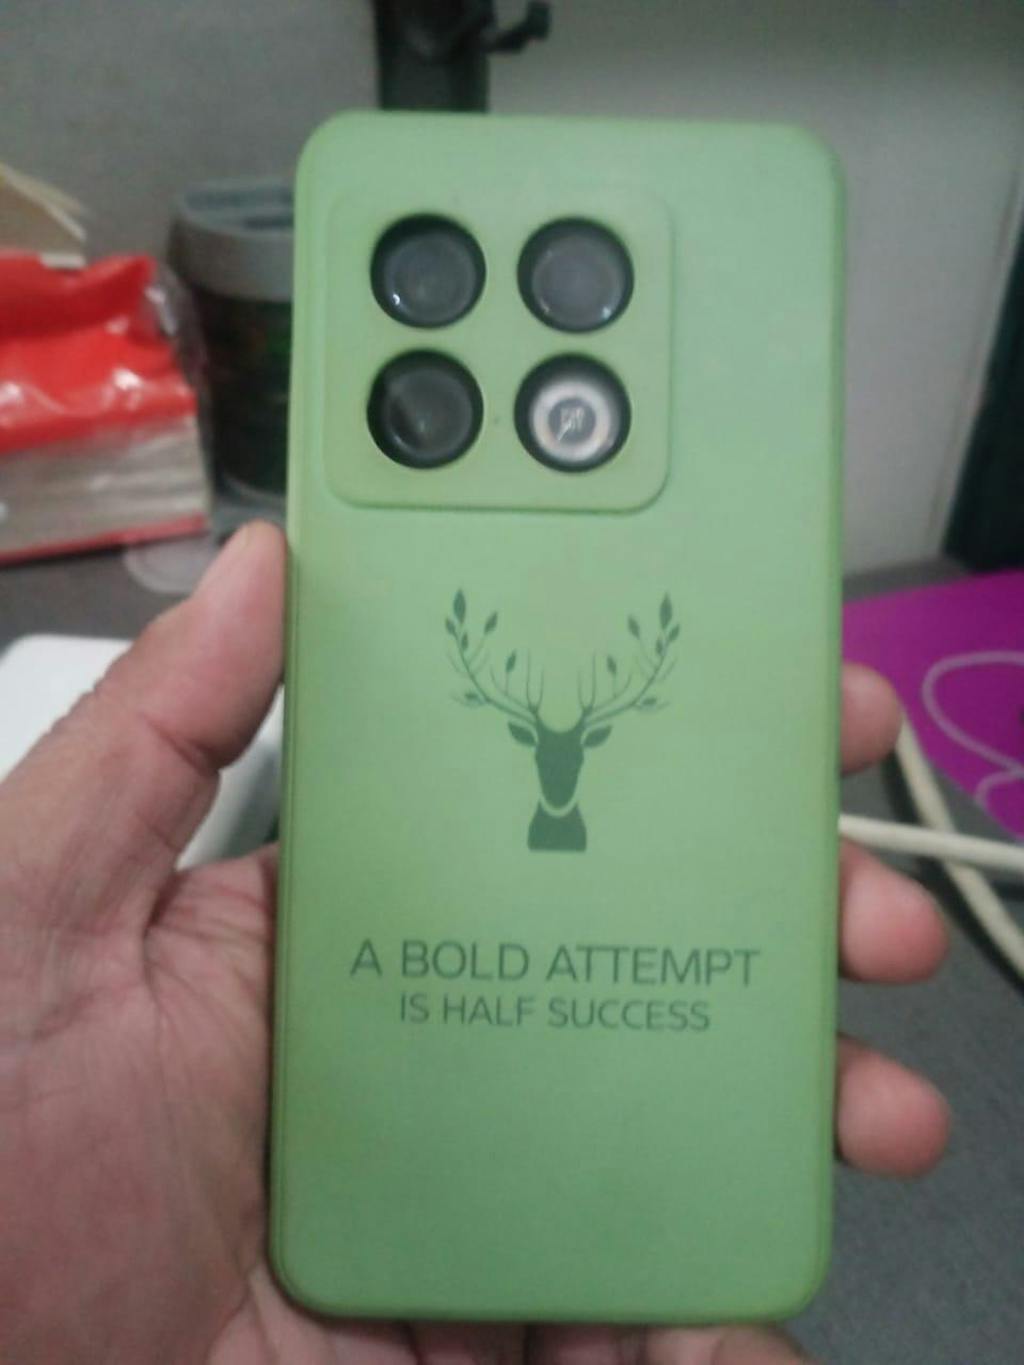 A BOLD ATTEMPT
IS HALF SUCCESS